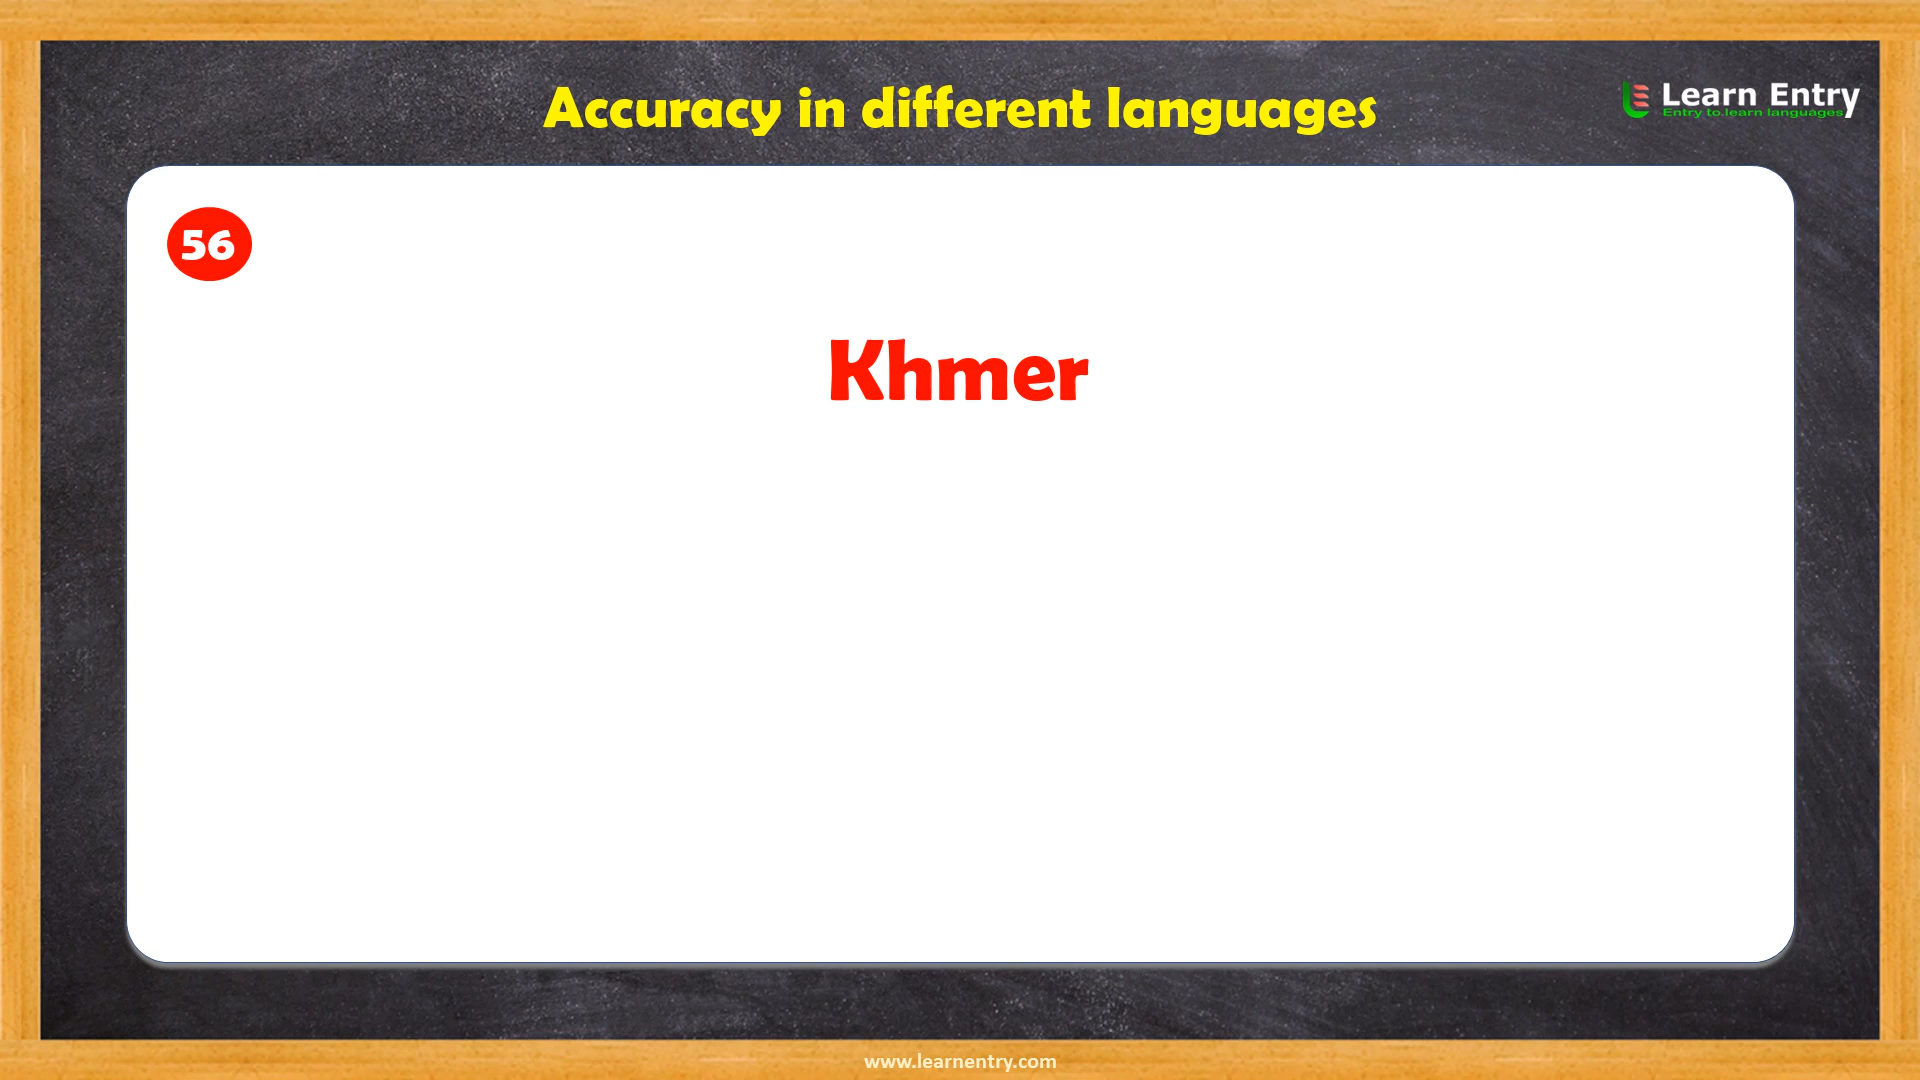 Accuracy in different languages
Learn Entry
Entry to learn languages
56
Khmer
www.learnentry.com